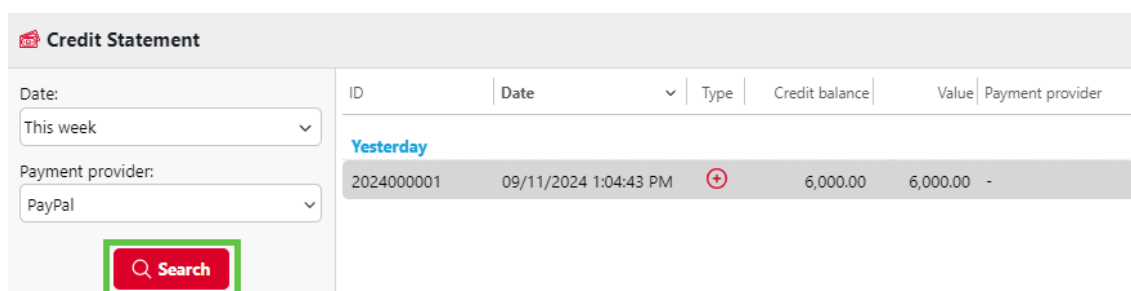 Credit Statement
Date:
This week
Payment provider:
PayPal
Search
ID Date Type Credit balance Value Payment provider
Yesterday
2024000001 09/11/2024 1:04:43 PM 6,000.00 6,000.00 -